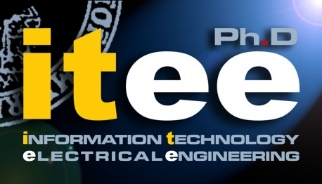 Ph.D
itee
iNFORMATION tECHNOLOGY
eLECTRICAL eNGINEERING